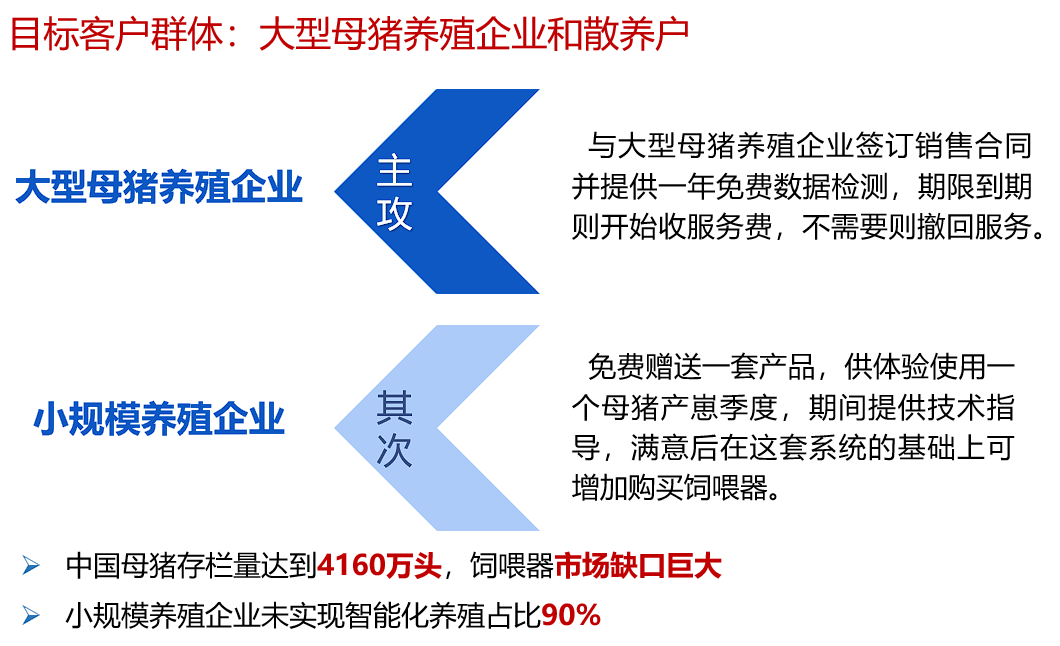 目标客户群体：大型母猪养殖企业和散养户
大型母猪养殖企业
主
攻
与大型母猪养殖企业签订销售合同
并提供一年免费数据检测，期限到期
则开始收服务费，不需要则撤回服务。
小规模养殖企业
其
次
免费赠送一套产品，供体验使用一
个母猪产崽季度，期间提供技术指
导，满意后在这套系统的基础上可
增加购买饲喂器。
中国母猪存栏量达到4160万头，饲喂器市场缺口巨大
小规模养殖企业未实现智能化养殖占比90%